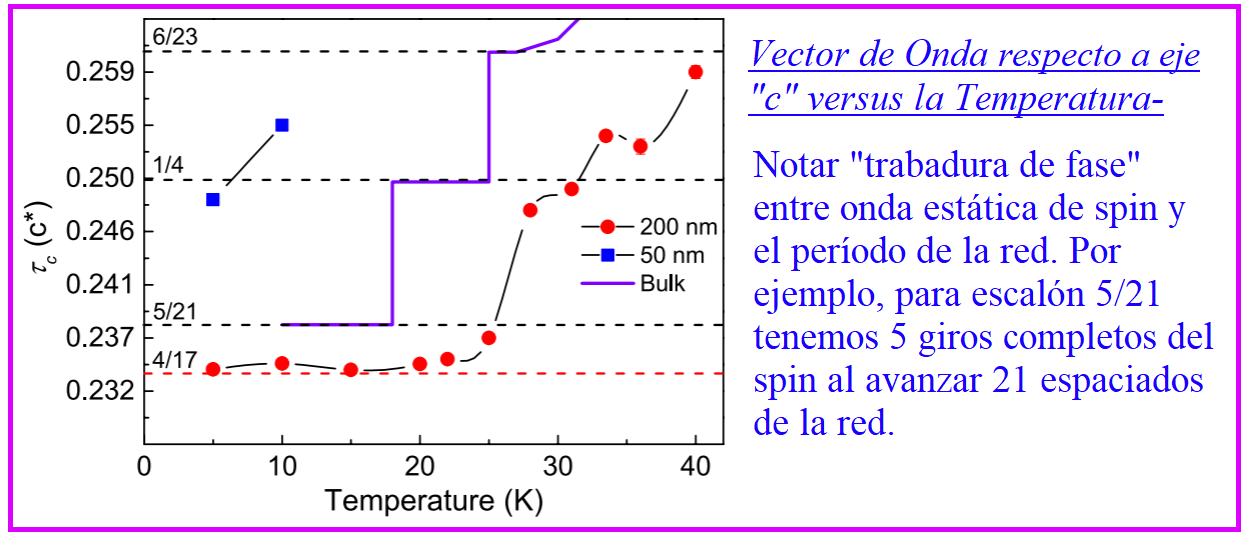 6/23
0.259
0.255
1/4
0.250
0.246
0.241
5/21
0.237
4/17
0.232
τc (c*)
200 nm
50 nm
Bulk
0
10
20
30
40
Temperature (K)
Vector de Onda respecto a eje
"c" versus la Temperatura-
Notar "trabadura de fase"
entre onda estática de spin y
el período de la red. Por
ejemplo, para escalón 5/21
tenemos 5 giros completos del
spin al avanzar 21 espaciados
de la red.